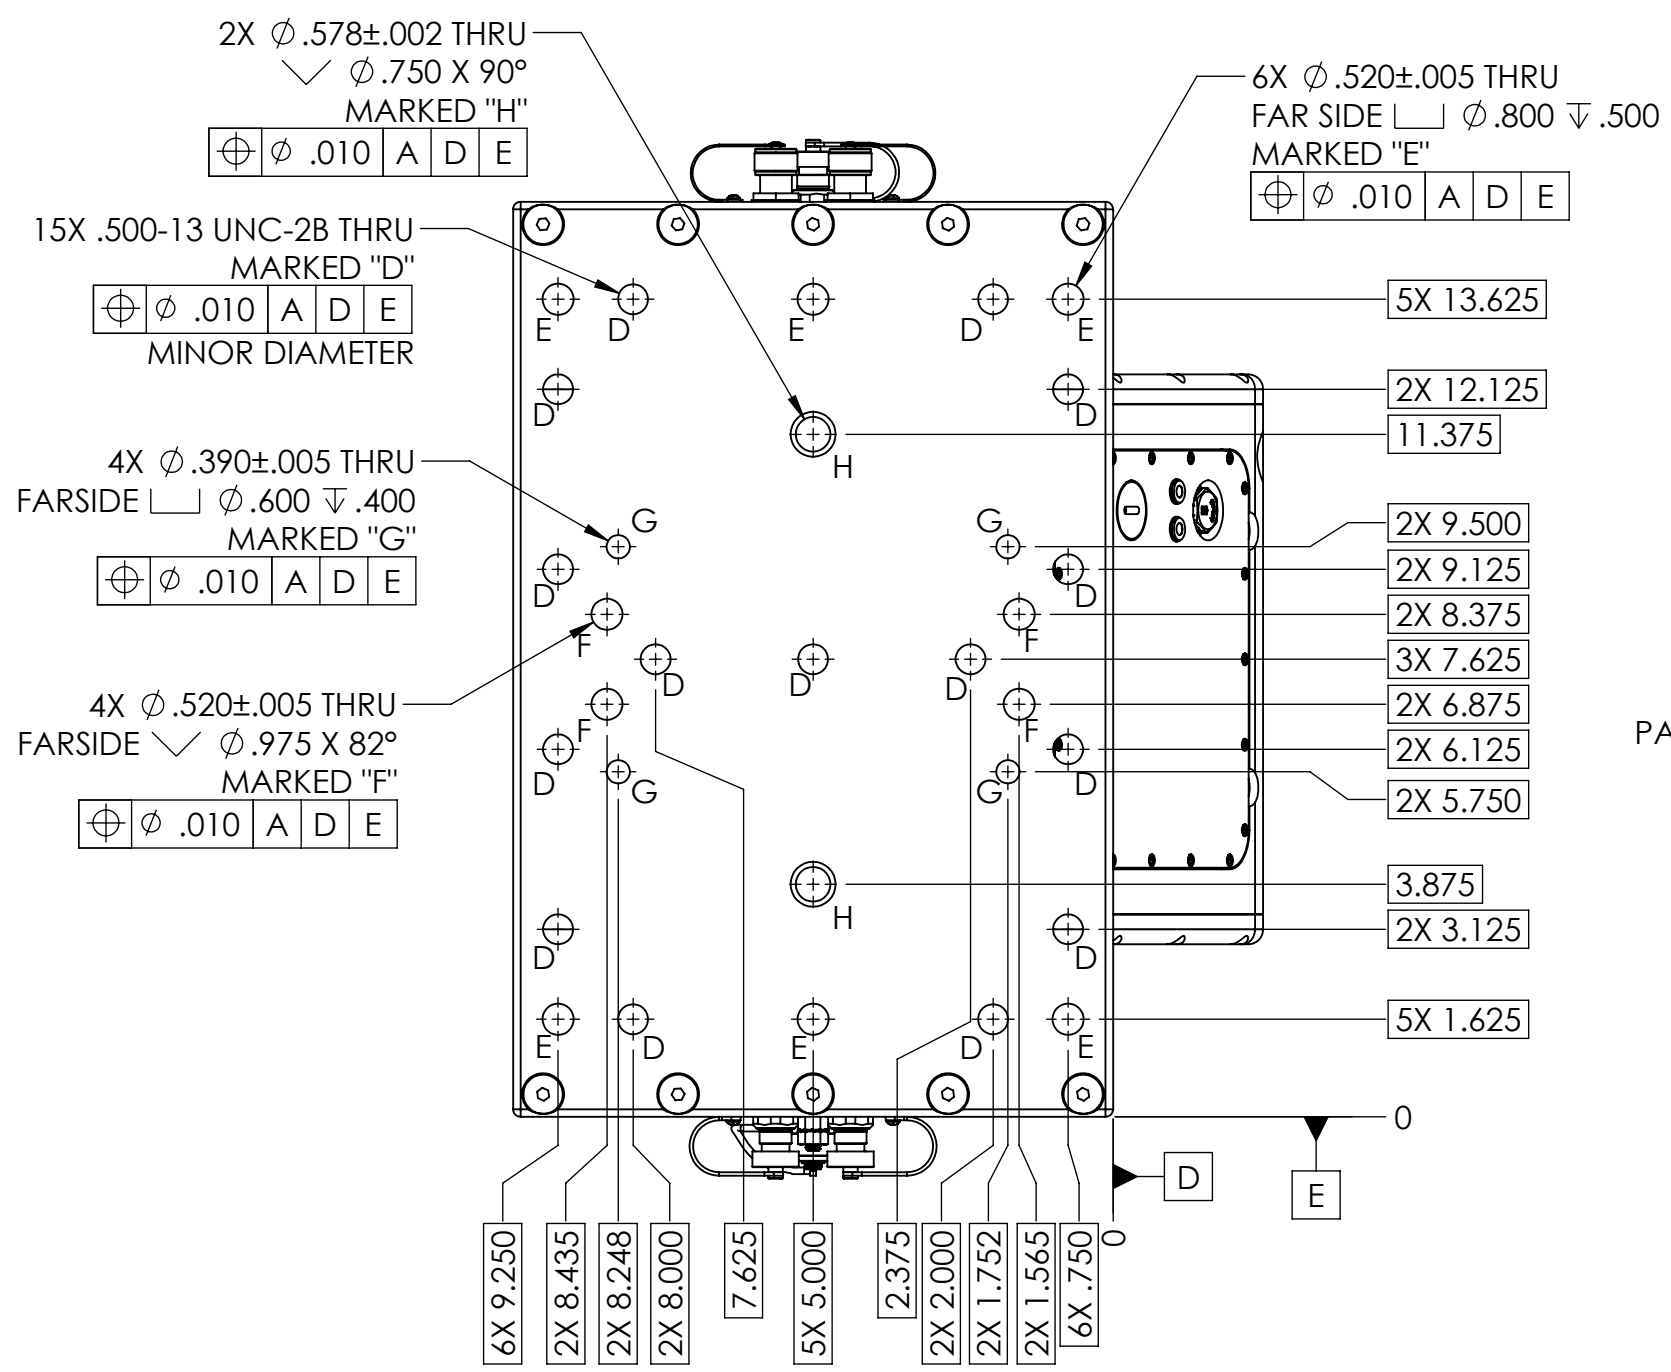 2X ⌀.578±.002 THRU
⌵ ⌀.750 X 90°
MARKED "H"
⌖ ⌀ .010 A D E
6X ⌀.520±.005 THRU
FAR SIDE ⌴ ⌀.800 ↧.500
MARKED "E"
⌖ ⌀ .010 A D E
15X .500-13 UNC-2B THRU
MARKED "D"
⌖ ⌀ .010 A D E
MINOR DIAMETER
4X ⌀.390±.005 THRU
FARSIDE ⌴ ⌀.600 ↧.400
MARKED "G"
⌖ ⌀ .010 A D E
4X ⌀.520±.005 THRU
FARSIDE ⌵ ⌀.975 X 82°
MARKED "F"
⌖ ⌀ .010 A D E
E D E D E
D D
H
G G
D D
F F
D D D
F F
D D
G G
H
D D
E D E D E
5X 13.625
2X 12.125
11.375
2X 9.500
2X 9.125
2X 8.375
3X 7.625
2X 6.875
2X 6.125
2X 5.750
3.875
2X 3.125
5X 1.625
0
PA
D
E
6X 9.250
2X 8.435
2X 8.248
2X 8.000
7.625
5X 5.000
2.375
2X 2.000
2X 1.752
2X 1.565
6X .750
0